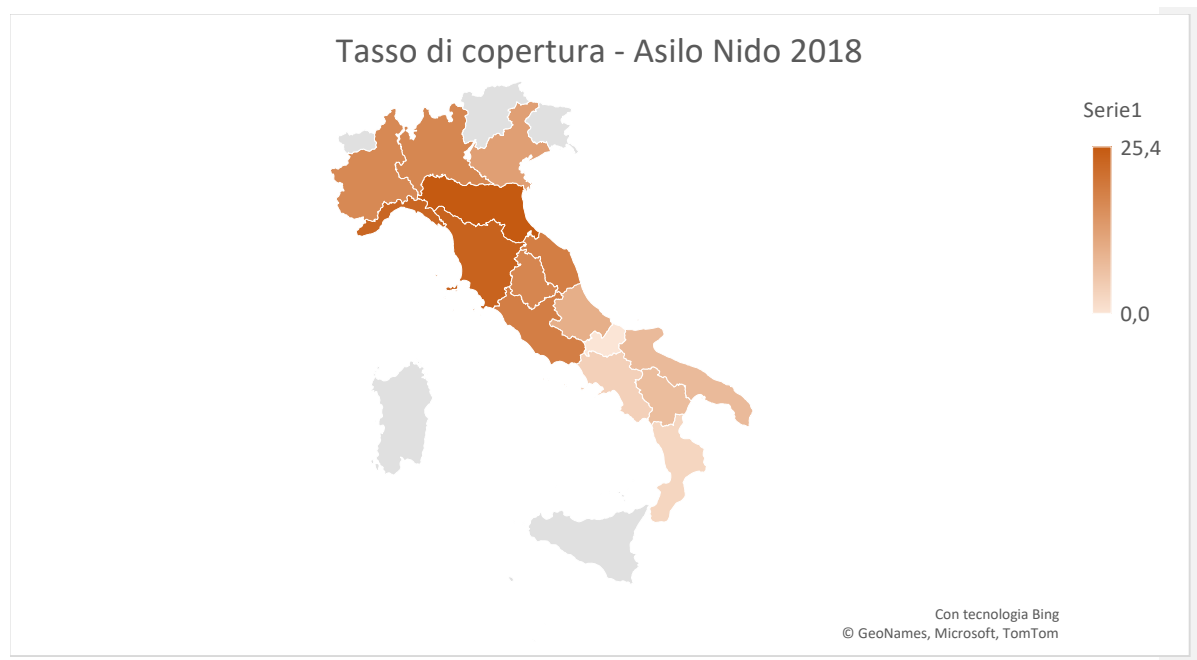 Tasso di copertura - Asilo Nido 2018
Serie1
25,4
0,0
Con tecnologia Bing
© GeoNames, Microsoft, TomTom